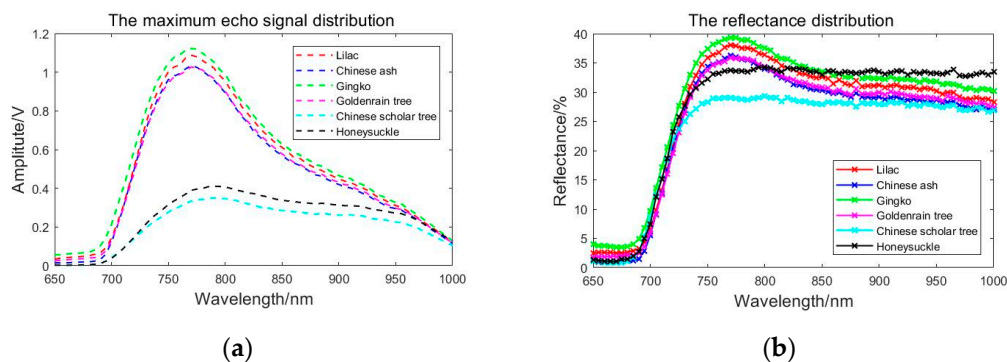 The maximum echo signal distribution
1.2
1
0.8
0.6
0.4
0.2
0
Amplitude/V
650 700 750 800 850 900 950 1000
Wavelength/nm
Lilac
Chinese ash
Gingko
Goldenrain tree
Chinese scholar tree
Honeysuckle
(a)
The reflectance distribution
40
35
30
25
20
15
10
5
0
Reflectance/%
650 700 750 800 850 900 950 1000
Wavelength/nm
Lilac
Chinese ash
Gingko
Goldenrain tree
Chinese scholar tree
Honeysuckle
(b)